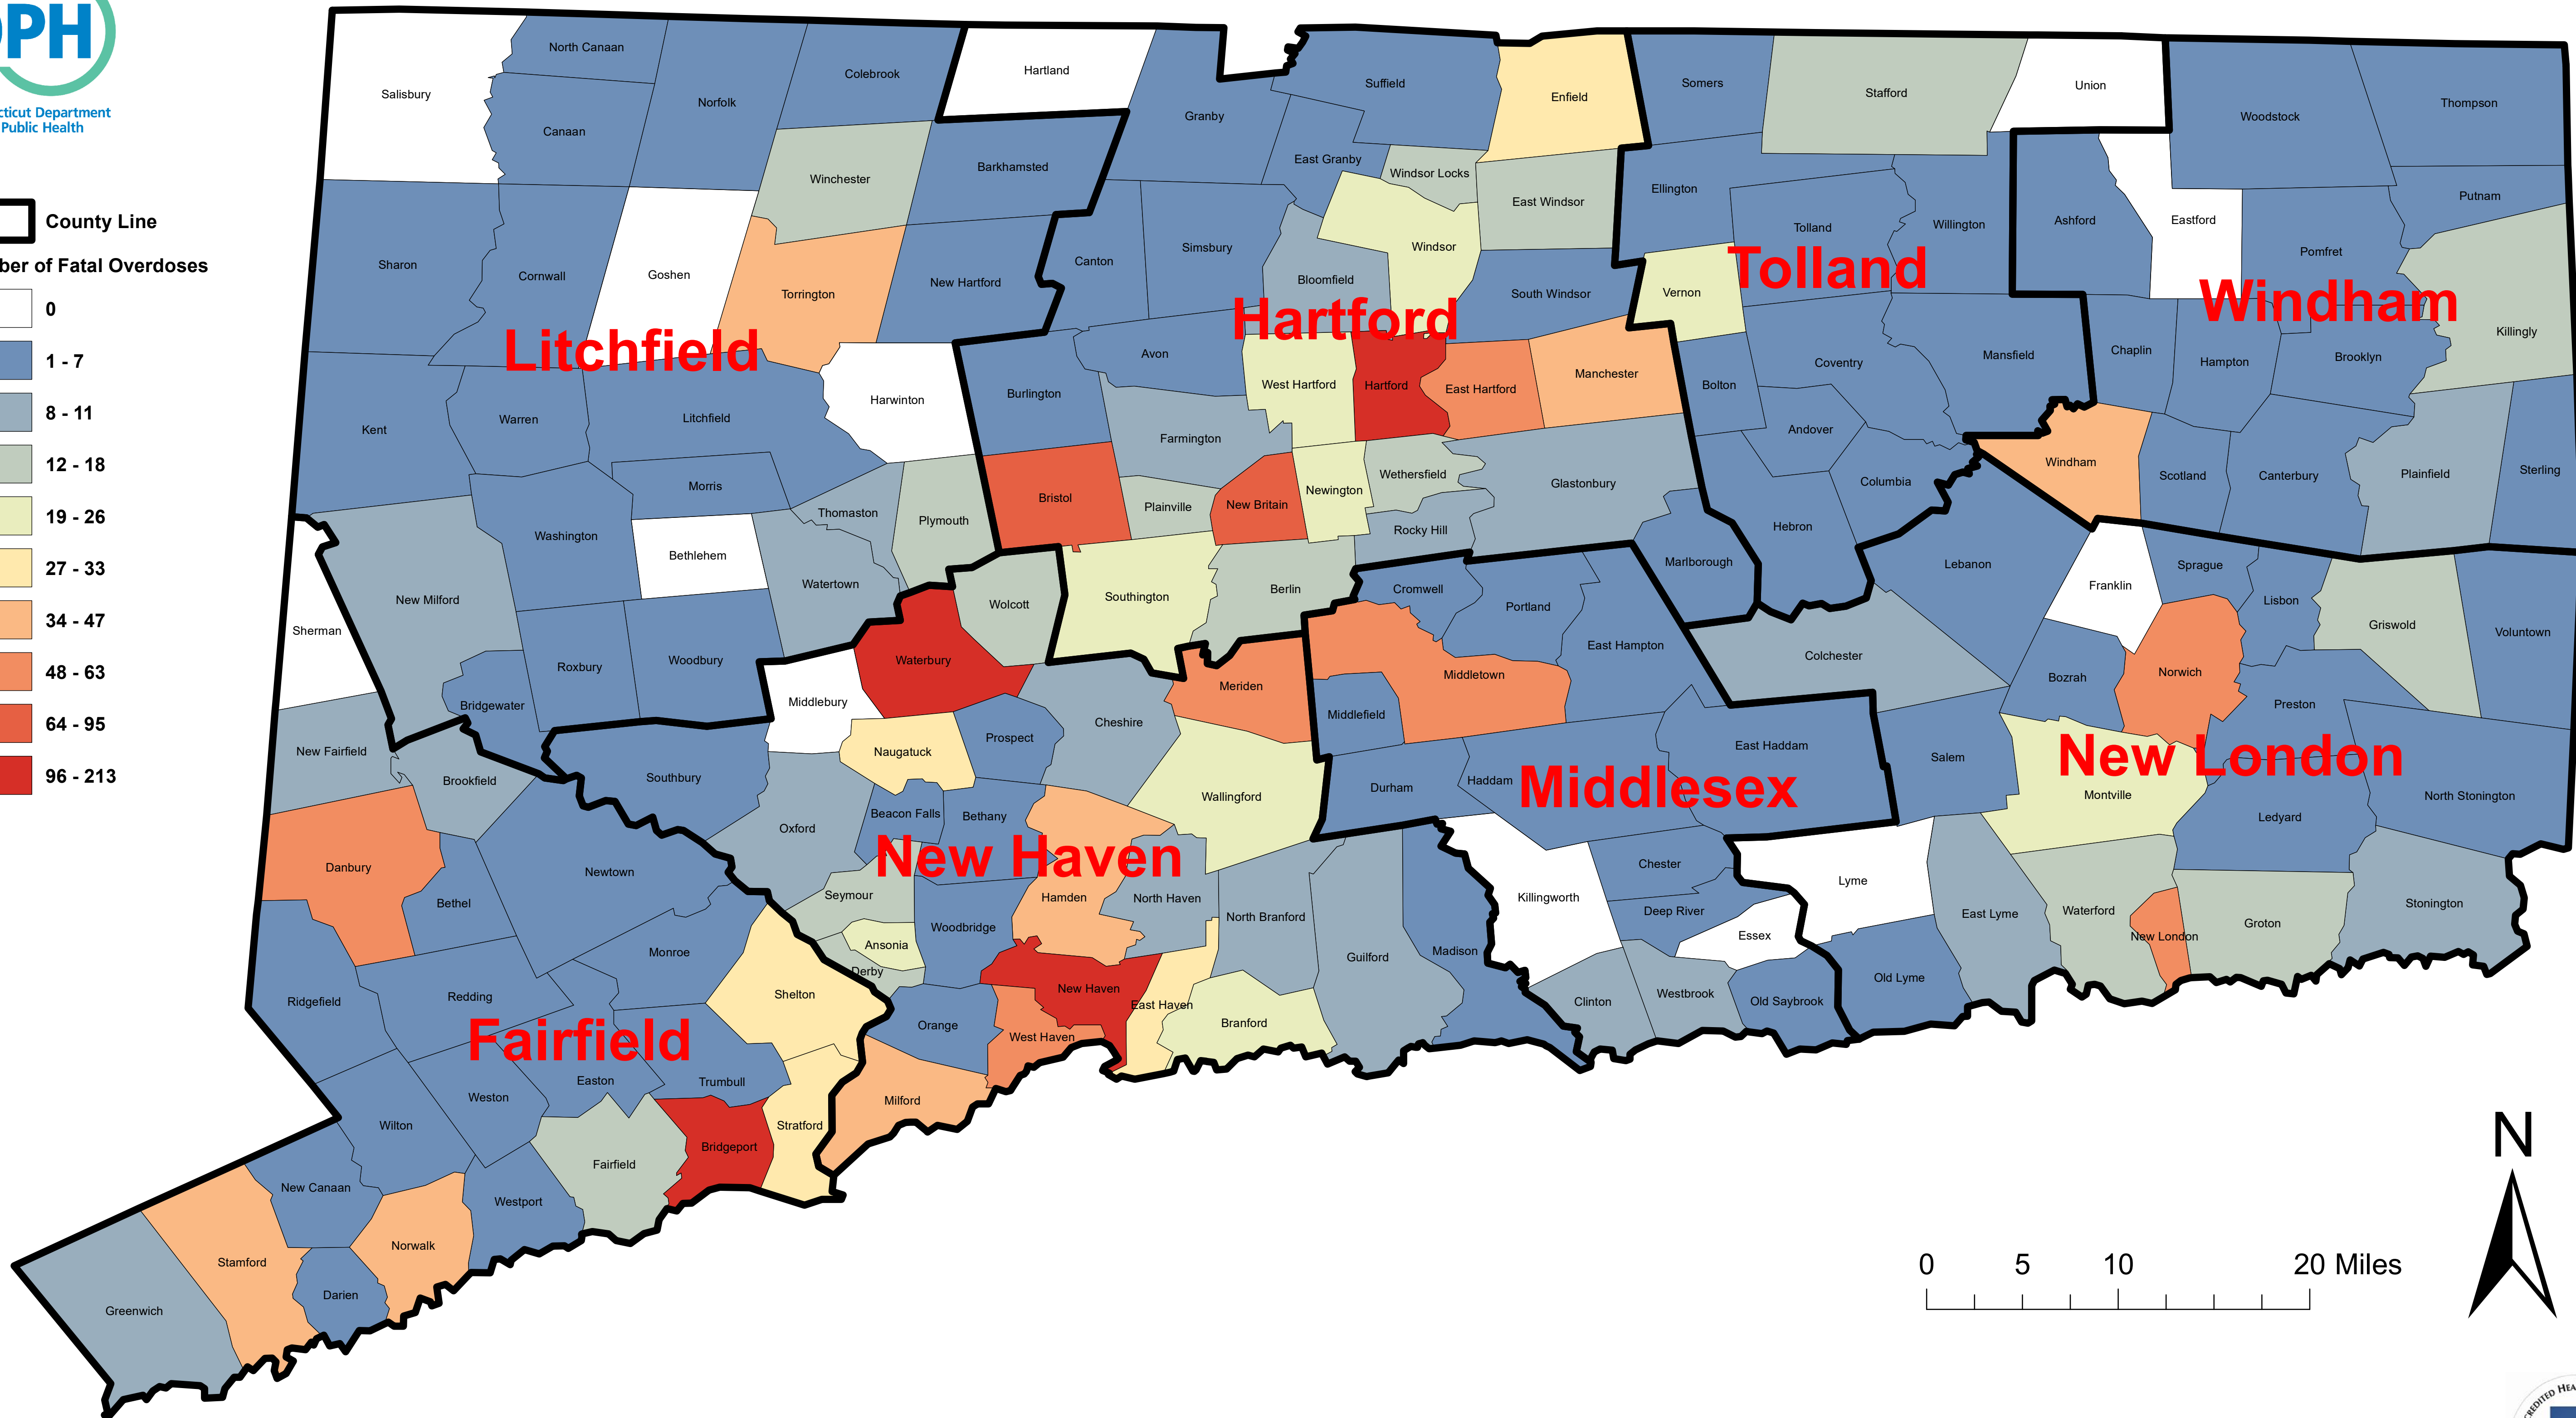 DPH
cticut Department
Public Health
County Line
ber of Fatal Overdoses
0
1 - 7
8 - 11
12 - 18
19 - 26
27 - 33
34 - 47
48 - 63
64 - 95
96 - 213
Litchfield
Hartford
Tolland
Windham
Fairfield
New Haven
Middlesex
New London
Salisbury
North Canaan
Canaan
Norfolk
Colebrook
Hartland
Granby
Suffield
Enfield
Somers
Stafford
Union
Woodstock
Thompson
Winchester
Barkhamsted
East Granby
Windsor Locks
East Windsor
Ellington
Tolland
Willington
Ashford
Eastford
Putnam
Pomfret
Sharon
Cornwall
Goshen
Torrington
New Hartford
Canton
Simsbury
Bloomfield
Windsor
South Windsor
Vernon
Killingly
Kent
Warren
Litchfield
Harwinton
Burlington
Avon
Farmington
West Hartford
Hartford
East Hartford
Manchester
Bolton
Coventry
Mansfield
Chaplin
Hampton
Brooklyn
Andover
Columbia
Windham
Scotland
Canterbury
Plainfield
Sterling
Morris
Thomaston
Plymouth
Bristol
Plainville
New Britain
Newington
Wethersfield
Rocky Hill
Glastonbury
Hebron
Marlborough
Washington
Bethlehem
Watertown
New Milford
Wolcott
Southington
Berlin
Cromwell
Portland
East Hampton
Lebanon
Franklin
Sprague
Lisbon
Griswold
Voluntown
Sherman
Bridgewater
Roxbury
Woodbury
Middlebury
Waterbury
Cheshire
Meriden
Middletown
Middlefield
Colchester
Bozrah
Norwich
Preston
New Fairfield
Brookfield
Southbury
Naugatuck
Prospect
Wallingford
Durham
Haddam
East Haddam
Salem
Montville
Ledyard
North Stonington
Danbury
Bethel
Newtown
Oxford
Beacon Falls
Bethany
Seymour
Hamden
North Haven
North Branford
Guilford
Madison
Killingworth
Chester
Deep River
Essex
Lyme
East Lyme
Waterford
New London
Groton
Stonington
Ridgefield
Redding
Monroe
Shelton
Ansonia
Derby
Woodbridge
New Haven
East Haven
West Haven
Orange
Branford
Clinton
Westbrook
Old Saybrook
Old Lyme
Easton
Trumbull
Stratford
Milford
Weston
Wilton
Fairfield
Bridgeport
New Canaan
Westport
Norwalk
Stamford
Darien
Greenwich
N
0 5 10 20 Miles